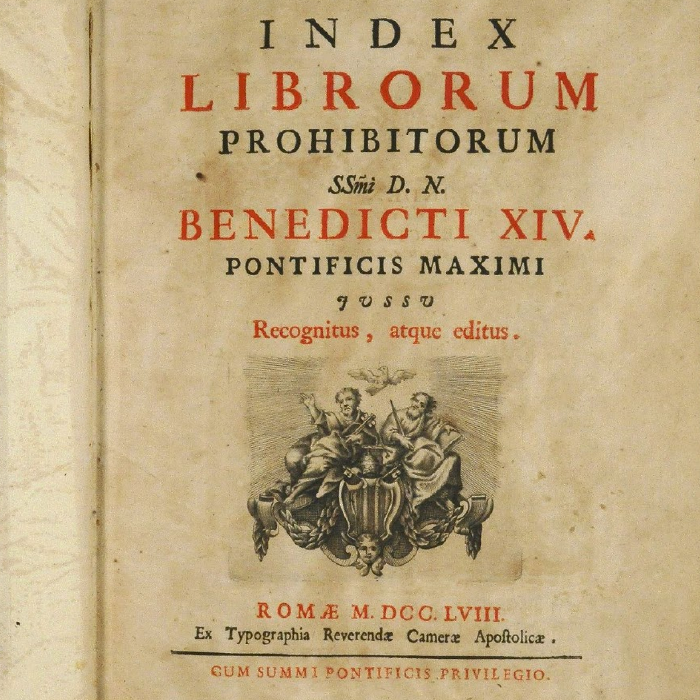 INDEX
LIBRORUM
PROHIBITORUM
SSm̃i D. N.
BENEDICTI XIV.
PONTIFICIS MAXIMI
JUSSU
Recognitus, atque editus.
ROMÆ M. DCC. LVIII.
Ex Typographia Reverendæ Cameræ Apoſtolicæ.
CUM SUMMI PONTIFICIS PRIVILEGIO.